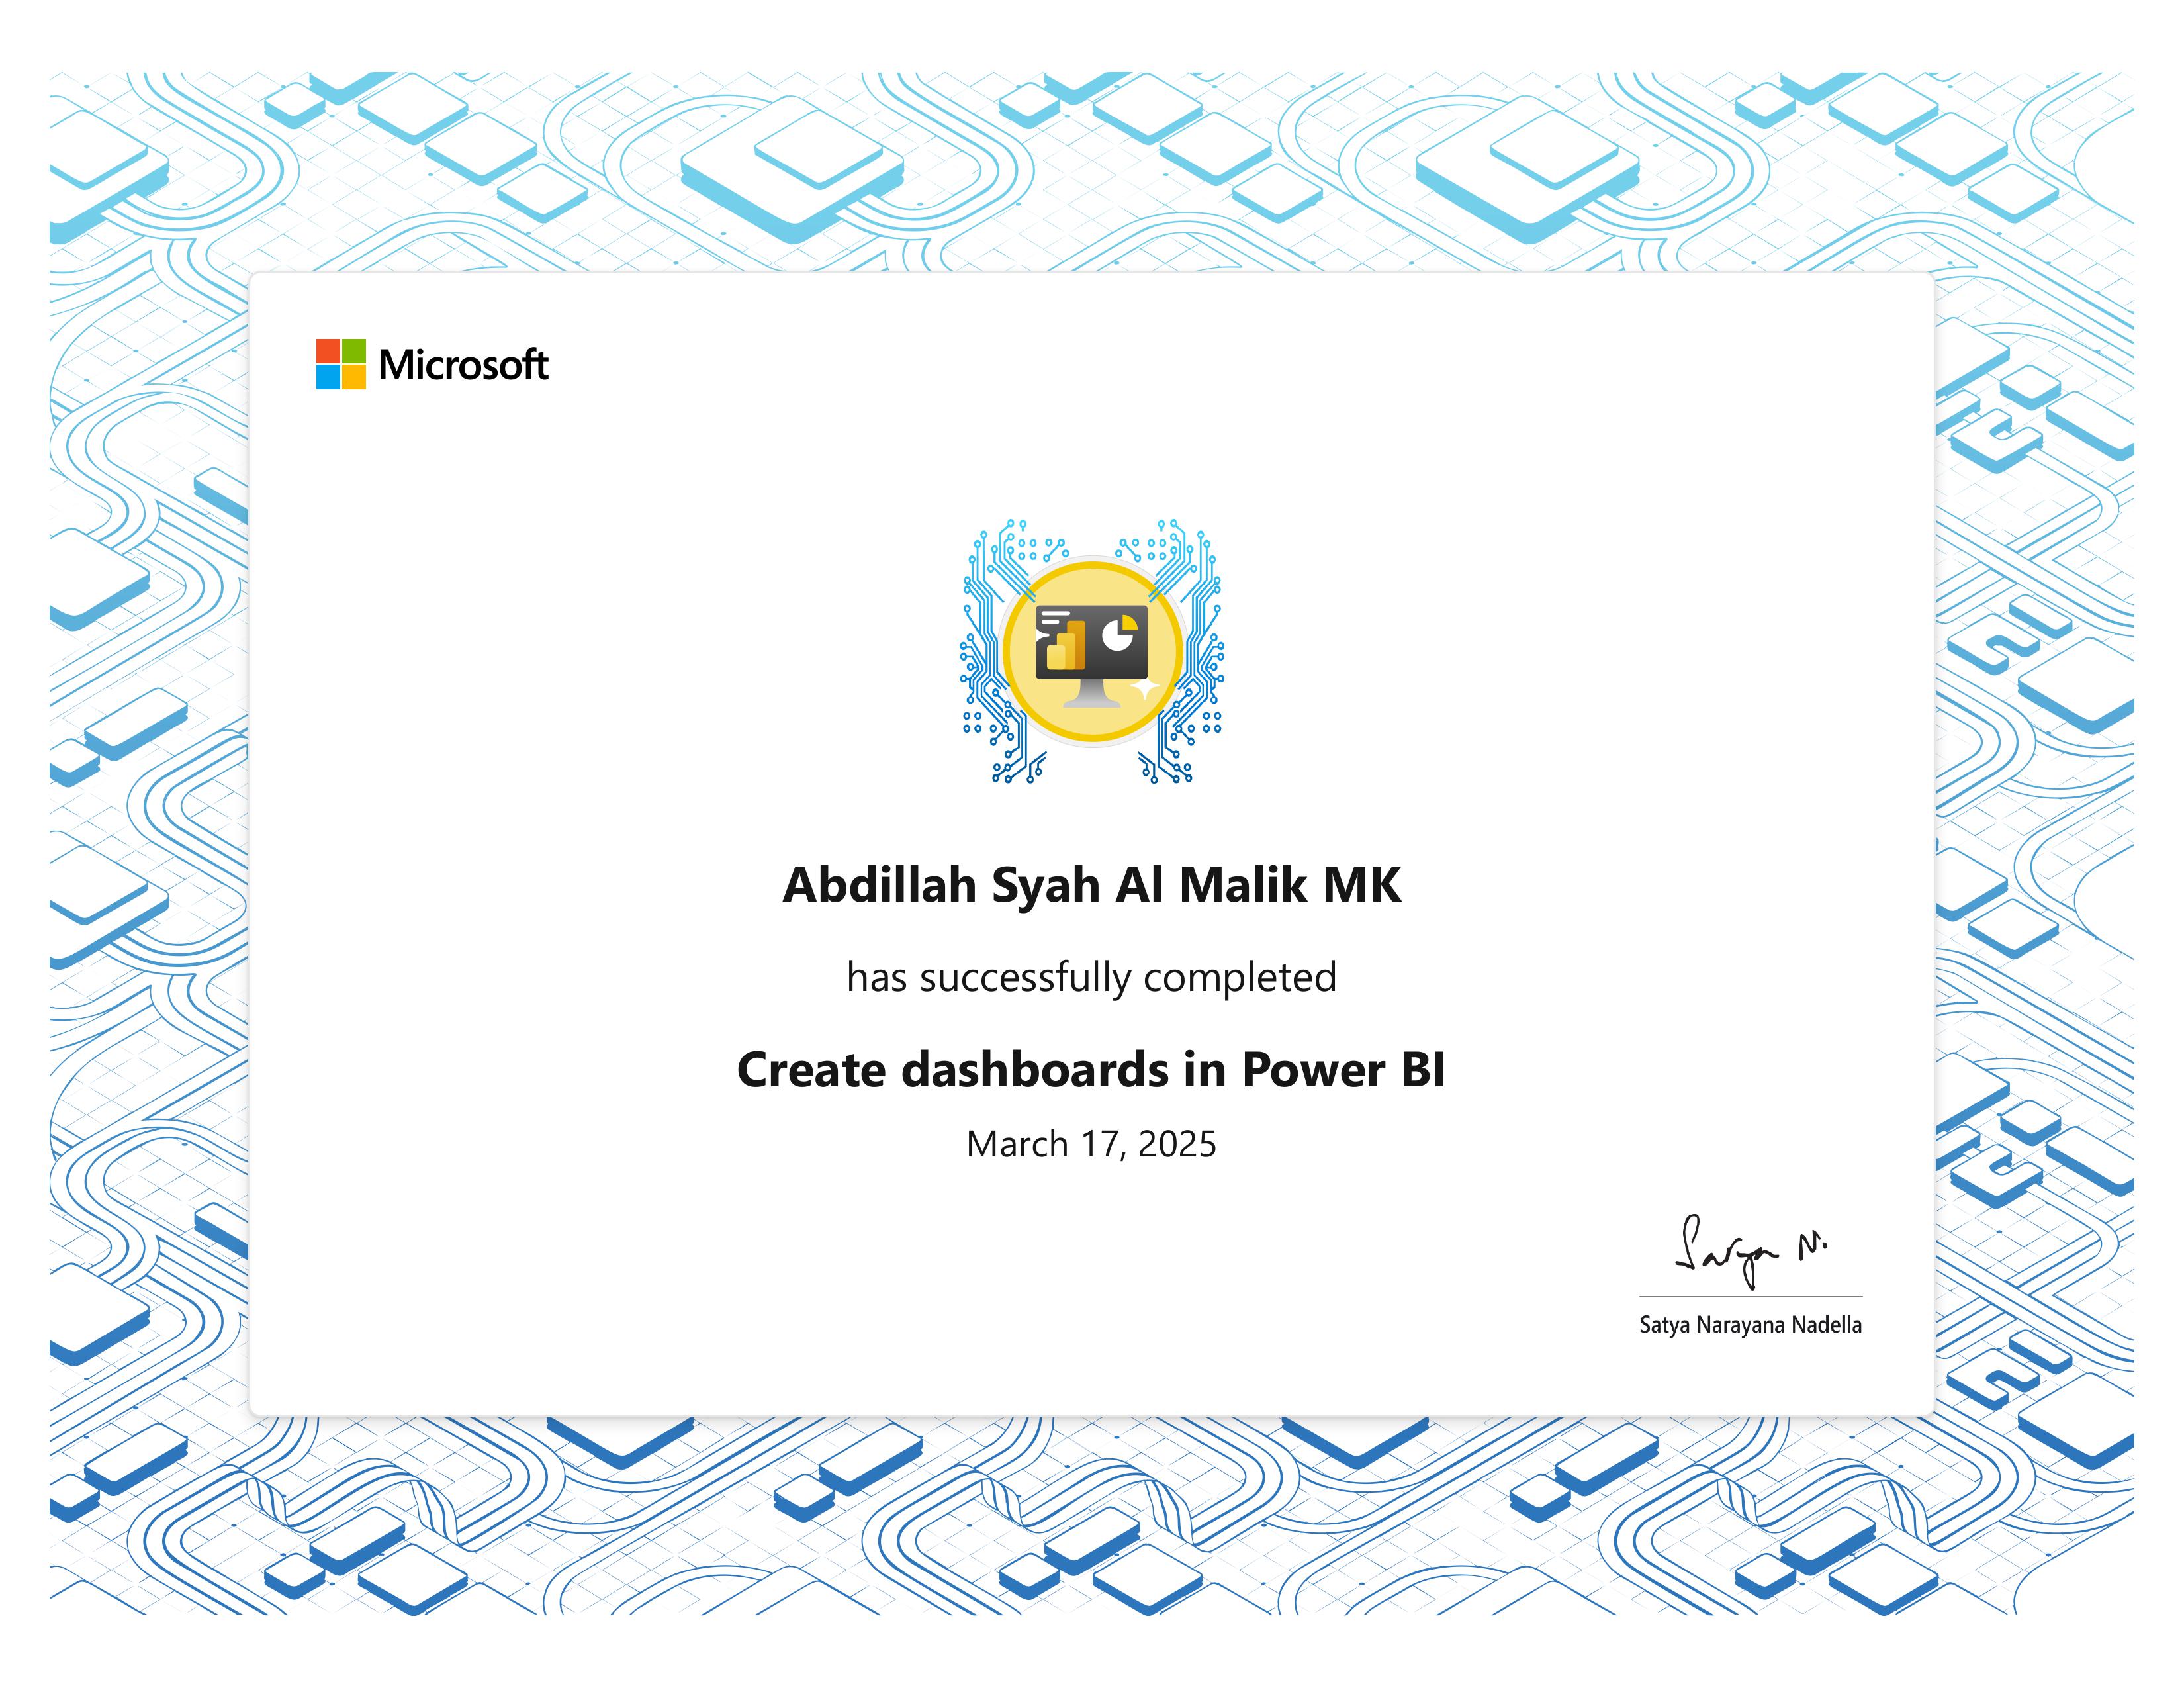 Microsoft
Abdillah Syah Al Malik MK
has successfully completed
Create dashboards in Power BI
March 17, 2025
Satya N.
Satya Narayana Nadella